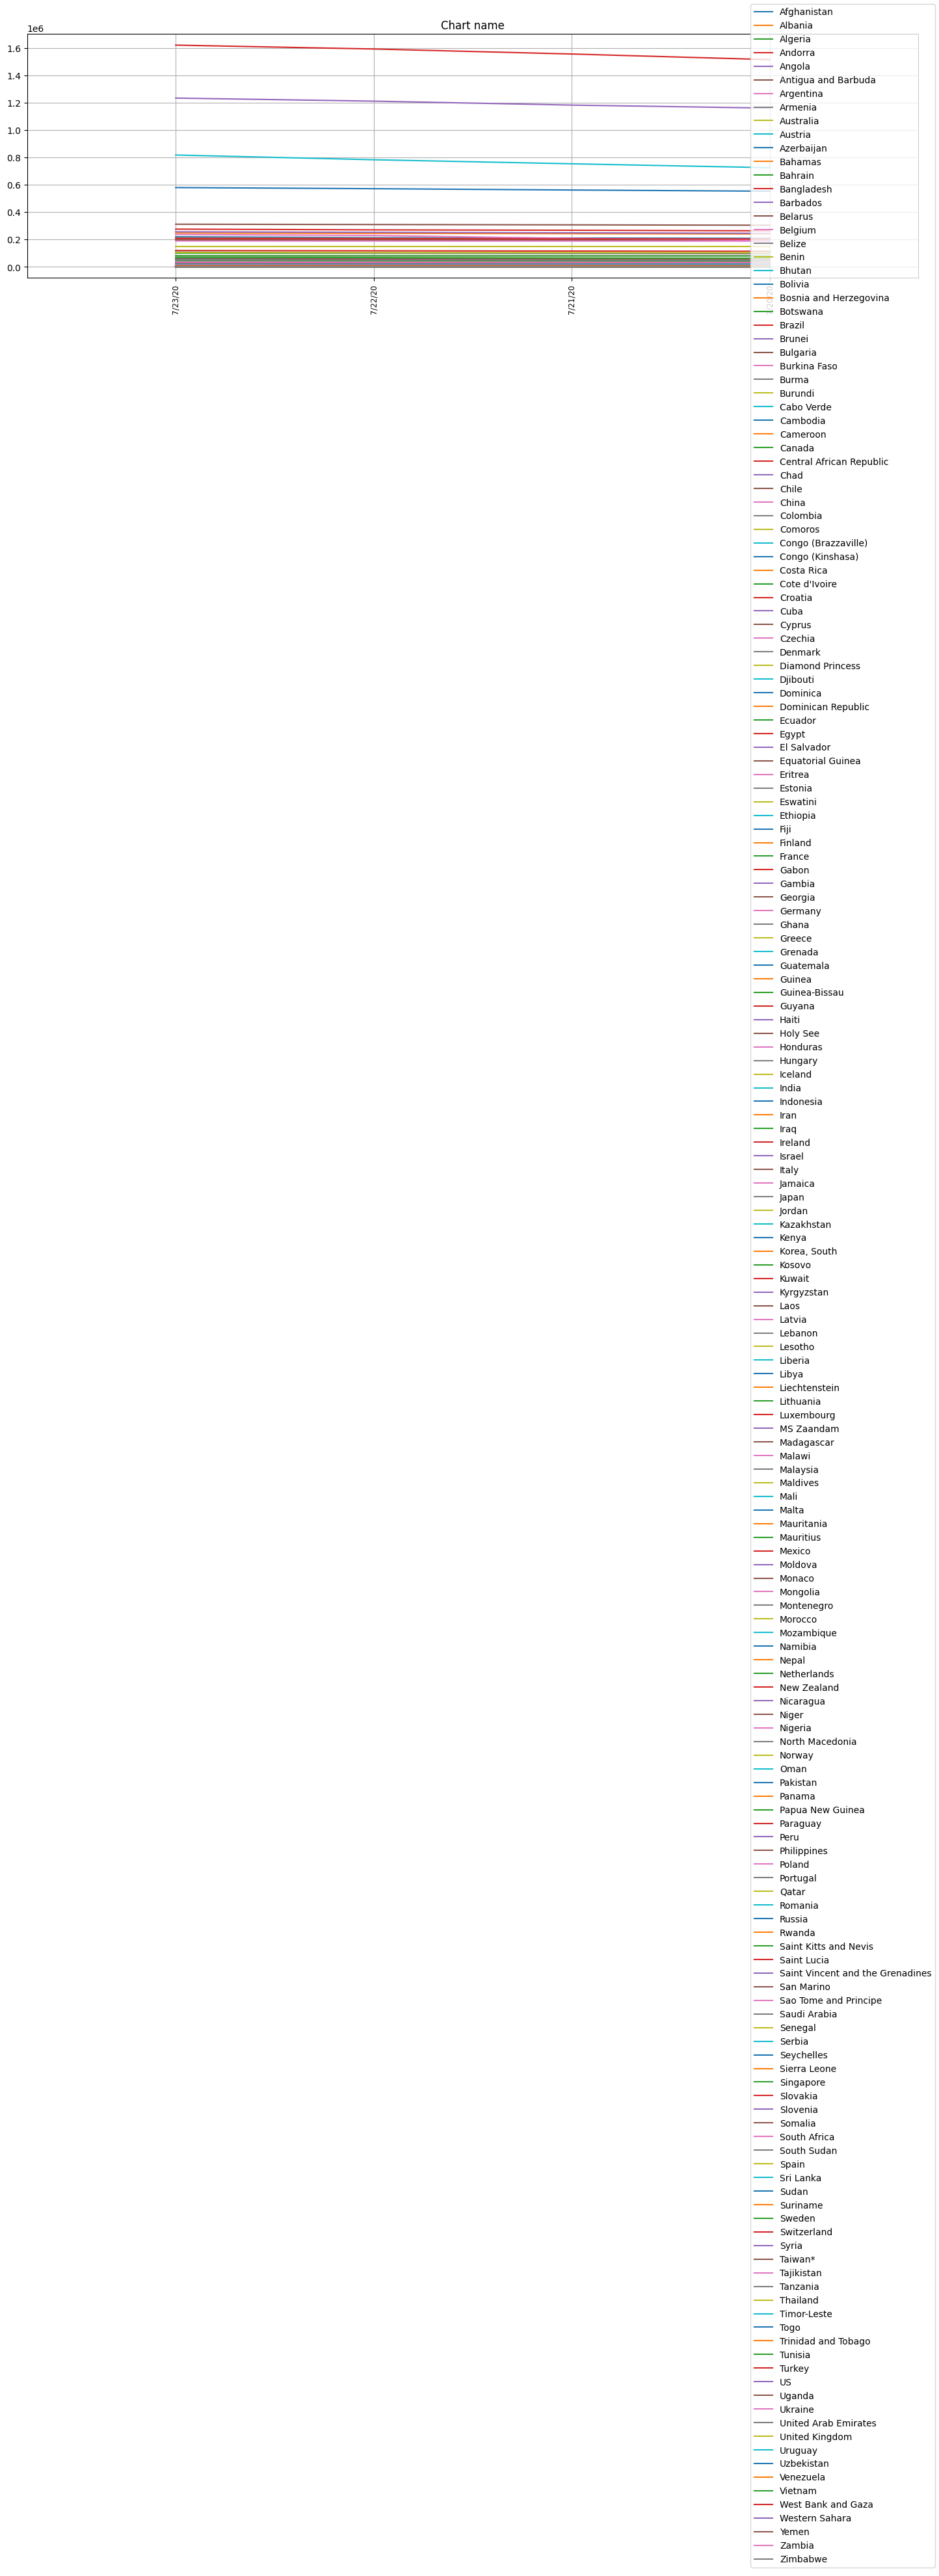 Chart name
1e6
1.6
1.4
1.2
1.0
0.8
0.6
0.4
0.2
0.0
7/23/20
7/22/20
7/21/20
Afghanistan
Albania
Algeria
Andorra
Angola
Antigua and Barbuda
Argentina
Armenia
Australia
Austria
Azerbaijan
Bahamas
Bahrain
Bangladesh
Barbados
Belarus
Belgium
Belize
Benin
Bhutan
Bolivia
Bosnia and Herzegovina
Botswana
Brazil
Brunei
Bulgaria
Burkina Faso
Burma
Burundi
Cabo Verde
Cambodia
Cameroon
Canada
Central African Republic
Chad
Chile
China
Colombia
Comoros
Congo (Brazzaville)
Congo (Kinshasa)
Costa Rica
Cote d'Ivoire
Croatia
Cuba
Cyprus
Czechia
Denmark
Diamond Princess
Djibouti
Dominica
Dominican Republic
Ecuador
Egypt
El Salvador
Equatorial Guinea
Eritrea
Estonia
Eswatini
Ethiopia
Fiji
Finland
France
Gabon
Gambia
Georgia
Germany
Ghana
Greece
Grenada
Guatemala
Guinea
Guinea-Bissau
Guyana
Haiti
Holy See
Honduras
Hungary
Iceland
India
Indonesia
Iran
Iraq
Ireland
Israel
Italy
Jamaica
Japan
Jordan
Kazakhstan
Kenya
Korea, South
Kosovo
Kuwait
Kyrgyzstan
Laos
Latvia
Lebanon
Lesotho
Liberia
Libya
Liechtenstein
Lithuania
Luxembourg
MS Zaandam
Madagascar
Malawi
Malaysia
Maldives
Mali
Malta
Mauritania
Mauritius
Mexico
Moldova
Monaco
Mongolia
Montenegro
Morocco
Mozambique
Namibia
Nepal
Netherlands
New Zealand
Nicaragua
Niger
Nigeria
North Macedonia
Norway
Oman
Pakistan
Panama
Papua New Guinea
Paraguay
Peru
Philippines
Poland
Portugal
Qatar
Romania
Russia
Rwanda
Saint Kitts and Nevis
Saint Lucia
Saint Vincent and the Grenadines
San Marino
Sao Tome and Principe
Saudi Arabia
Senegal
Serbia
Seychelles
Sierra Leone
Singapore
Slovakia
Slovenia
Somalia
South Africa
South Sudan
Spain
Sri Lanka
Sudan
Suriname
Sweden
Switzerland
Syria
Taiwan*
Tajikistan
Tanzania
Thailand
Timor-Leste
Togo
Trinidad and Tobago
Tunisia
Turkey
US
Uganda
Ukraine
United Arab Emirates
United Kingdom
Uruguay
Uzbekistan
Venezuela
Vietnam
West Bank and Gaza
Western Sahara
Yemen
Zambia
Zimbabwe